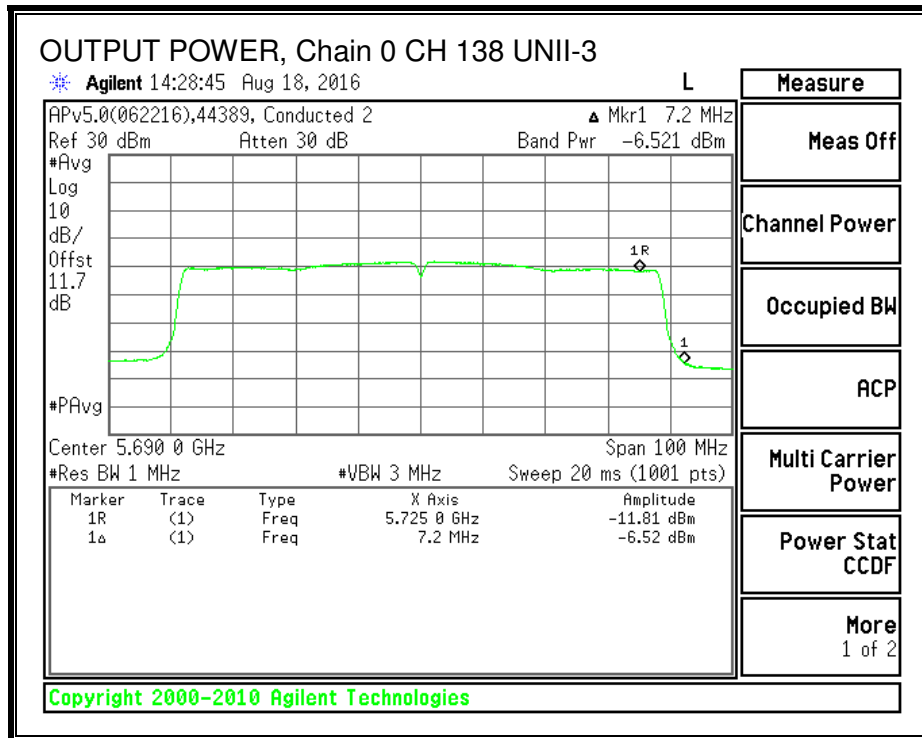 OUTPUT POWER, Chain 0 CH 138 UNII-3
Agilent 14:28:45 Aug 18, 2016 L
Measure
APv5.0(062216),44389, Conducted 2 Δ Mkr1 7.2 MHz
Ref 30 dBm Atten 30 dB Band Pwr -6.521 dBm
#Avg
Log
10
dB/
Offst
11.7
dB
#PAvg
1R
1
Center 5.690 0 GHz Span 100 MHz
#Res BW 1 MHz #VBW 3 MHz Sweep 20 ms (1001 pts)
Marker Trace Type X Axis Amplitude
1R (1) Freq 5.725 0 GHz -11.81 dBm
1Δ (1) Freq 7.2 MHz -6.52 dBm
Meas Off
Channel Power
Occupied BW
ACP
Multi Carrier
Power
Power Stat
CCDF
More
1 of 2
Copyright 2000-2010 Agilent Technologies